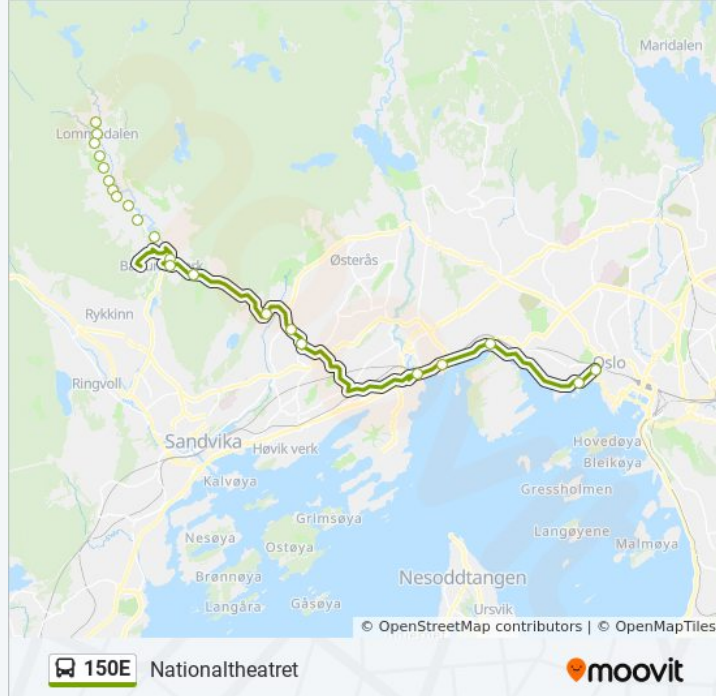 Maridalen
Lommedalen
Østerås
Rykkinn
Oslo
Ringvoll
Sandvika
Høvik verk
Hovedøya
Bleikøya
Kalvøya
Gressholmen
Grimsøya
Nesøya
Ostøya
Langøyene
Malmøya
Brønnøya
Nesoddtangen
Langåra
Gåsøya
Ursvik
© OpenStreetMap contributors | © OpenMapTiles
150E Nationaltheatret
moovit